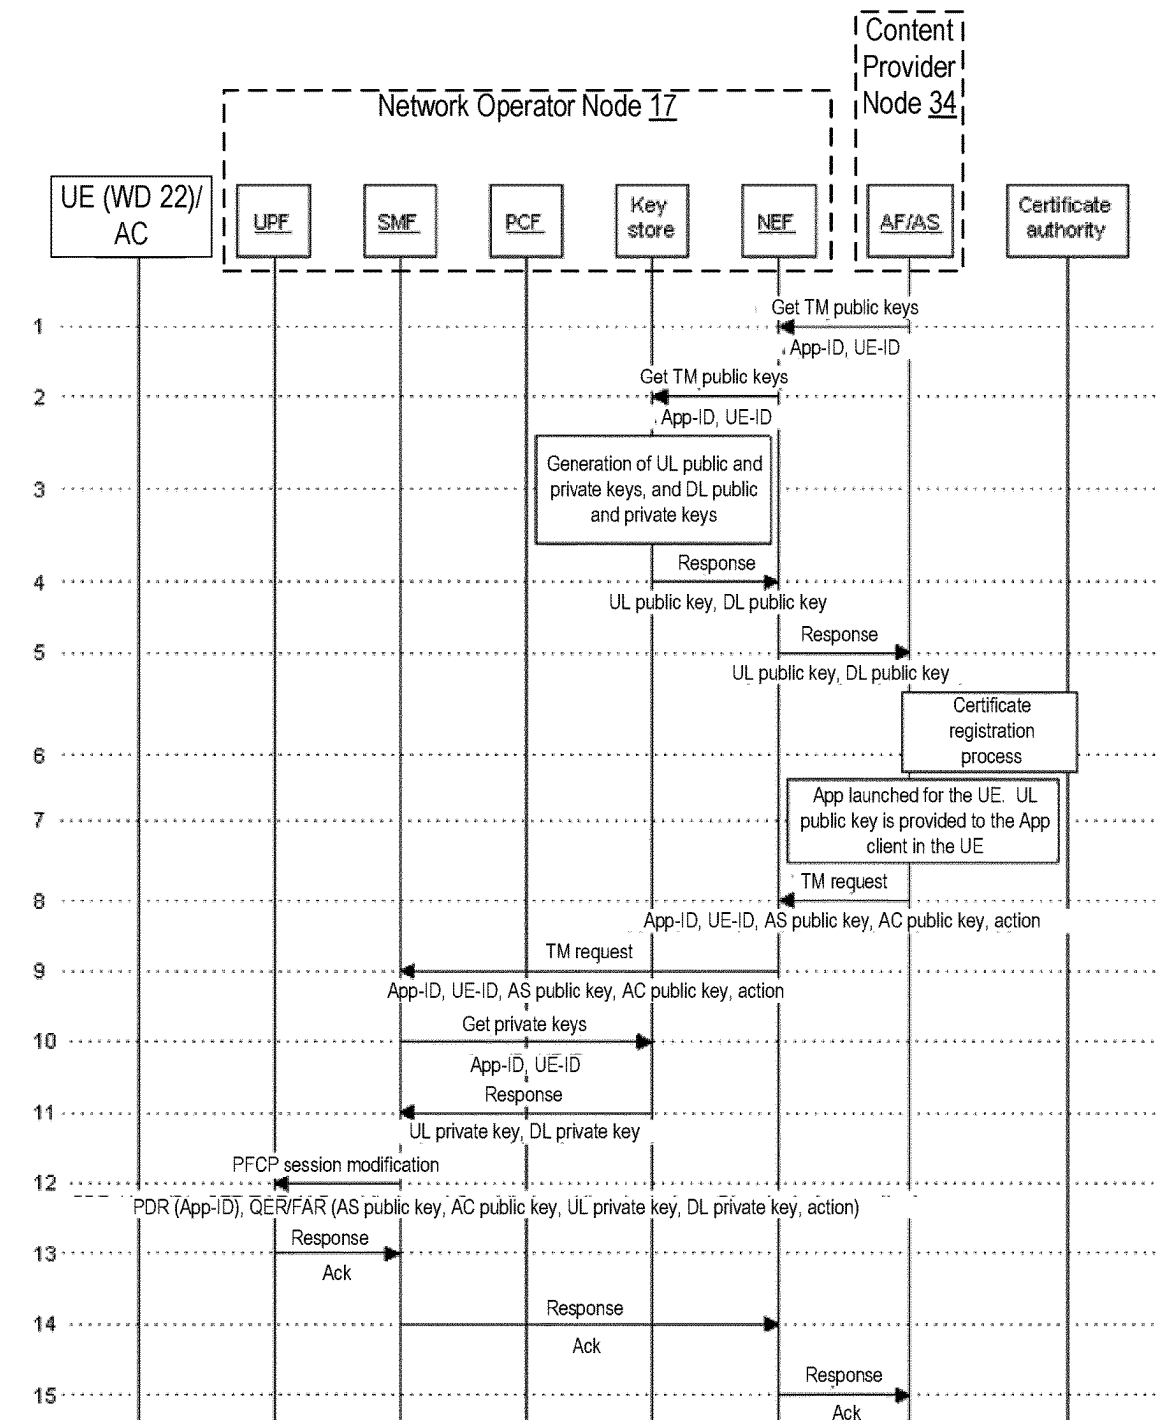 Content
Provider
Node 34
Network Operator Node 17
UE (WD 22)/
AC
UPF
SMF
PCF
Key
store
NEF
AF/AS
Certificate
authority
Get TM public keys
1
App-ID, UE-ID
Get TM public keys
2
App-ID, UE-ID
Generation of UL public and
3
private keys, and DL public
and private keys
Response
4
UL public key, DL public key
Response
5
UL public key, DL public key
Certificate
registration
process
6
App launched for the UE. UL
7
public key is provided to the App
client in the UE
TM request
8
App-ID, UE-ID, AS public key, AC public key, action
TM request
9
App-ID, UE-ID, AS public key, AC public key, action
Get private keys
10
App-ID, UE-ID
Response
11
UL private key, DL private key
PFCP session modification
12
PDR (App-ID), QER/FAR (AS public key, AC public key, UL private key, DL private key, action)
Response
13
Ack
Response
14
Ack
Response
15
Ack